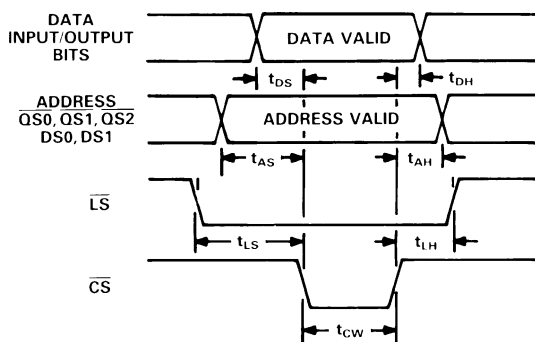 DATA
INPUT/OUTPUT
BITS
DATA VALID
tDS
tDH
ADDRESS
QS0, QS1, QS2
DS0, DS1
ADDRESS VALID
tAS
tAH
LS
tLS
tLH
CS
tCW